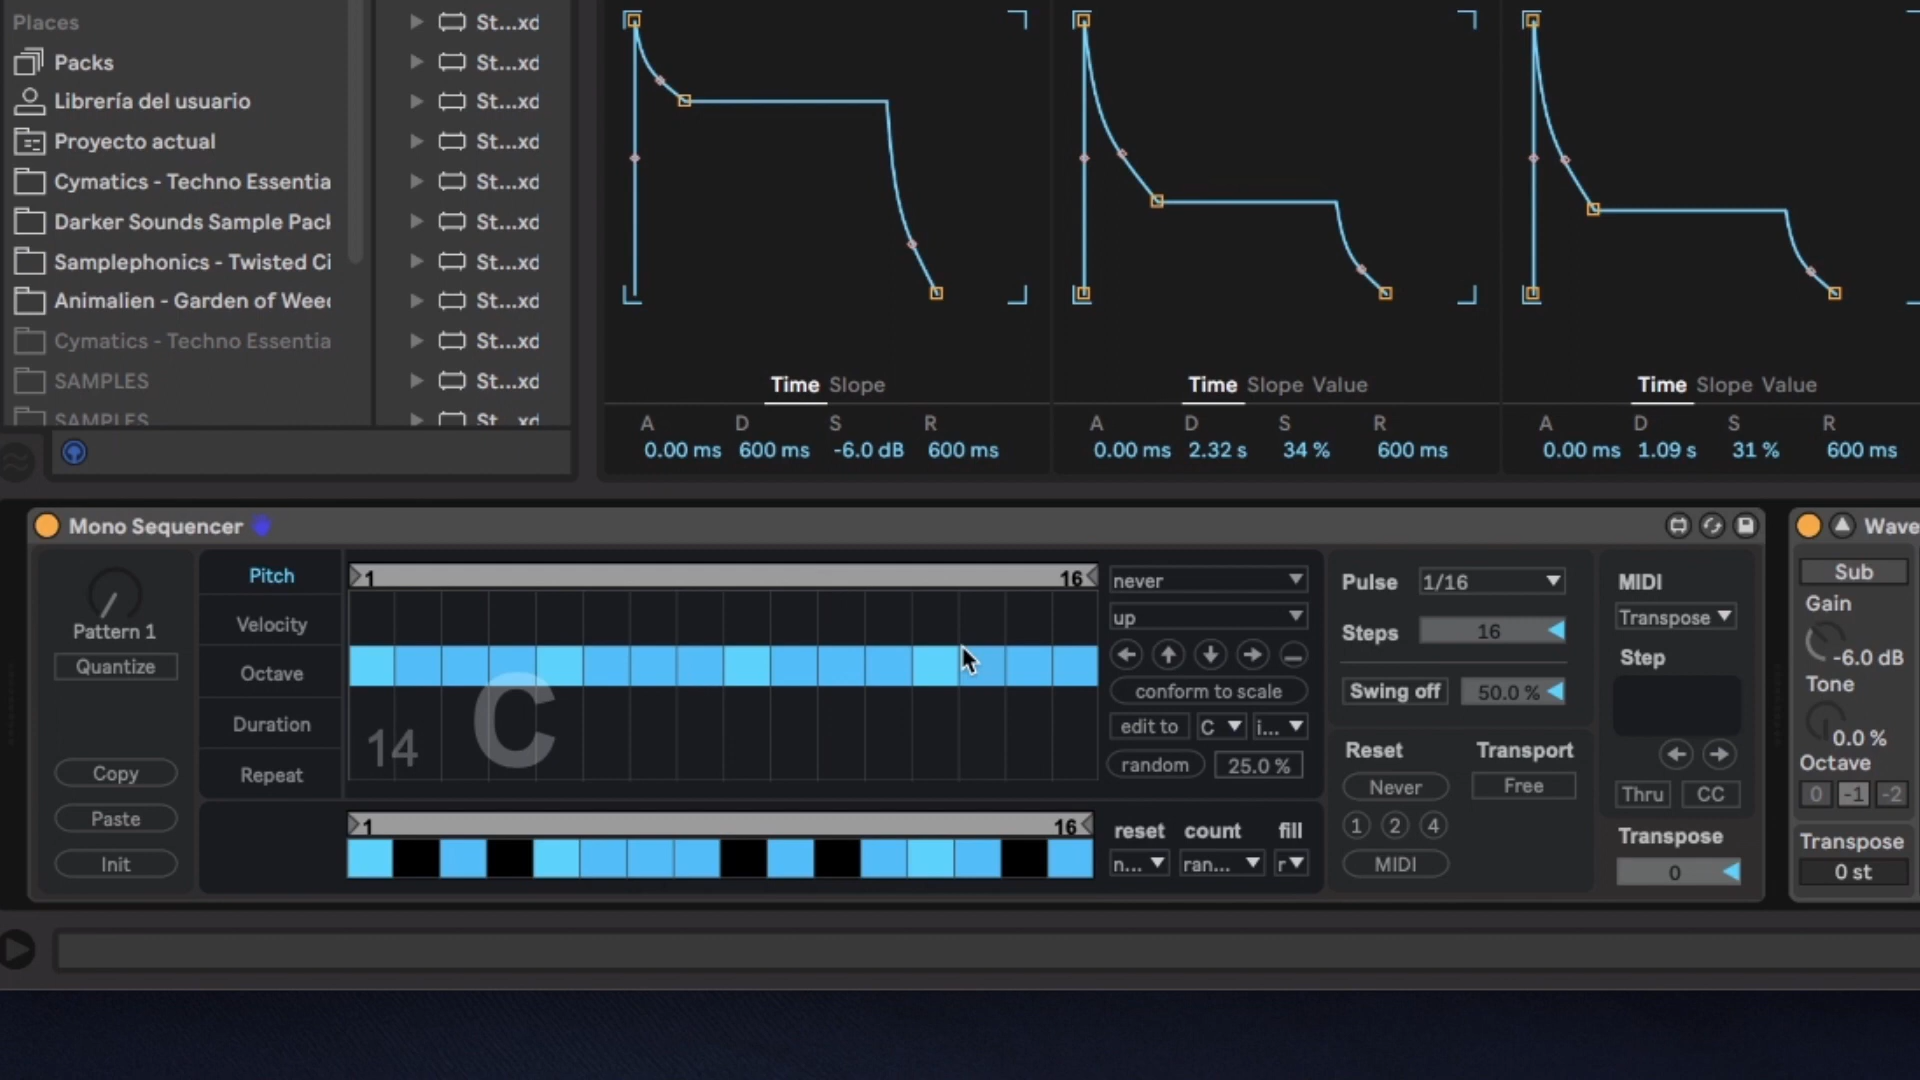 Places
Packs
Librería del usuario
Proyecto actual
Cymatics - Techno Essentia
Darker Sounds Sample Pack
Samplephonics - Twisted Ci
Animalien - Garden of Weed
Cymatics - Techno Essentia
SAMPLES
SAMPLES
St...xd
St...xd
St...xd
St...xd
St...xd
St...xd
St...xd
St...xd
St...xd
St...xd
St...xd
Time Slope
A D S R
0.00 ms 600 ms -6.0 dB 600 ms
Time Slope Value
A D S R
0.00 ms 2.32 s 34 % 600 ms
Time Slope Value
A D S R
0.00 ms 1.09 s 31 % 600 ms
Mono Sequencer
Pattern 1
Quantize
Copy
Paste
Init
Pitch
Velocity
Octave
Duration
Repeat
1 16
14 C
1 16
never
up
conform to scale
edit to C i...
random 25.0 %
reset count fill
n... ran... r
Pulse 1/16
Steps 16
Swing off 50.0 %
Reset Transport
Never Free
1 2 4
MIDI
MIDI
Transpose
Step
Thru CC
Transpose
0
Wave
Sub
Gain
-6.0 dB
Tone
0.0 %
Octave
0 -1 -2
Transpose
0 st